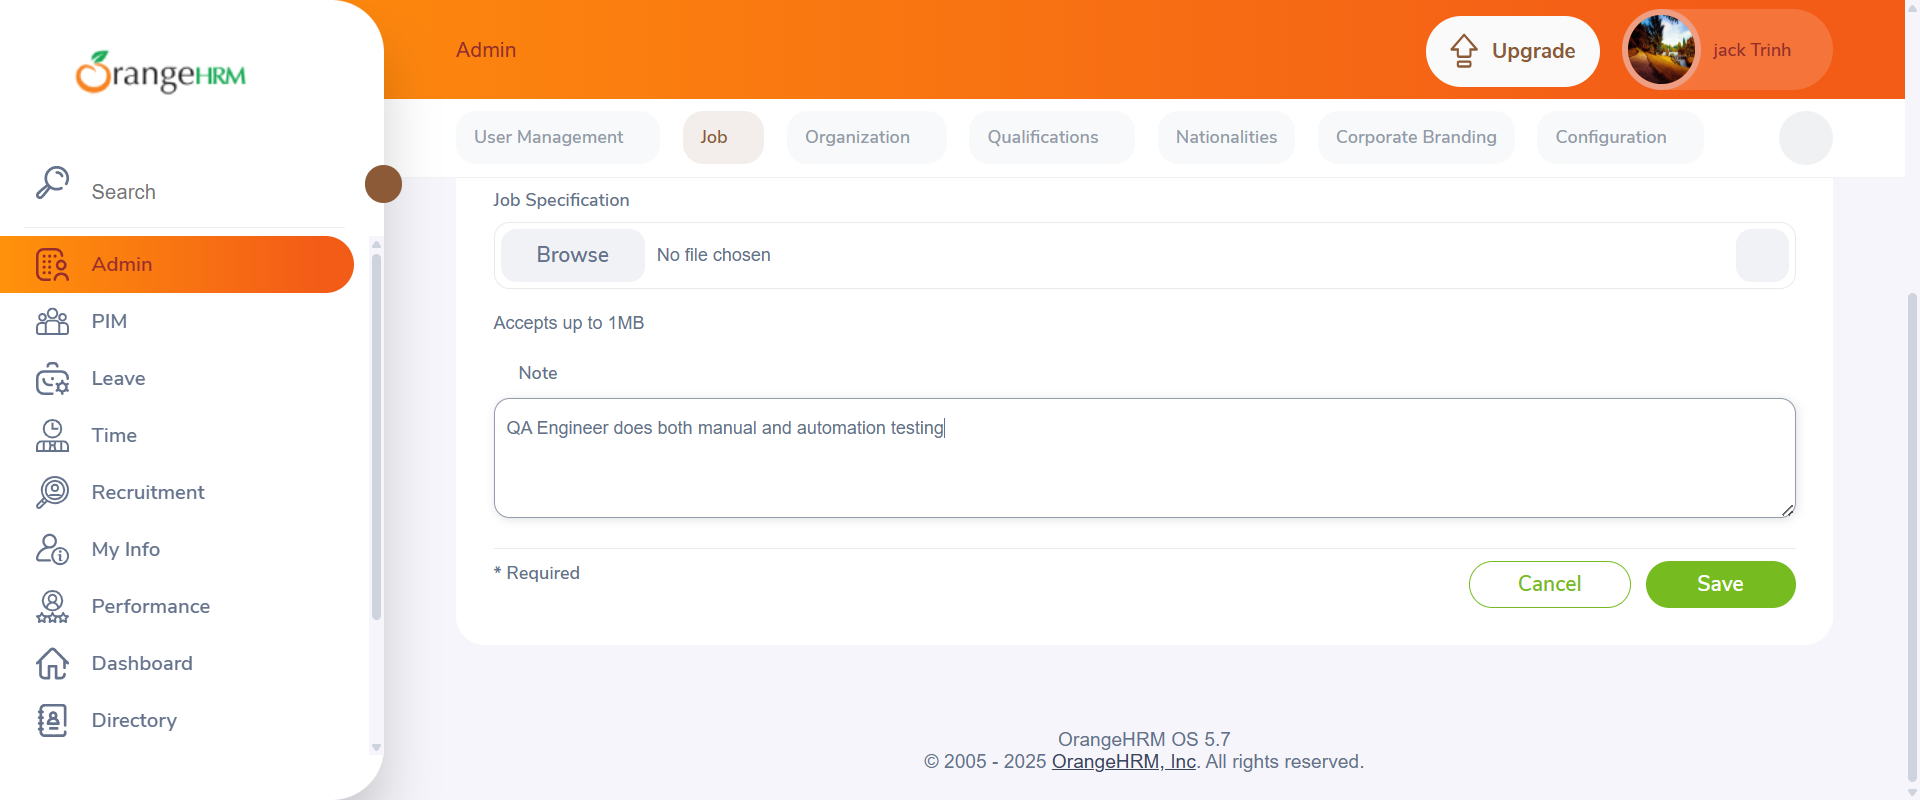 OrangeHRM
Admin
Upgrade
jack Trinh
User Management
Job
Organization
Qualifications
Nationalities
Corporate Branding
Configuration
Search
Admin
PIM
Leave
Time
Recruitment
My Info
Performance
Dashboard
Directory
Job Specification
Browse
No file chosen
Accepts up to 1MB
Note
QA Engineer does both manual and automation testing
* Required
Cancel
Save
OrangeHRM OS 5.7
© 2005 - 2025 OrangeHRM, Inc. All rights reserved.